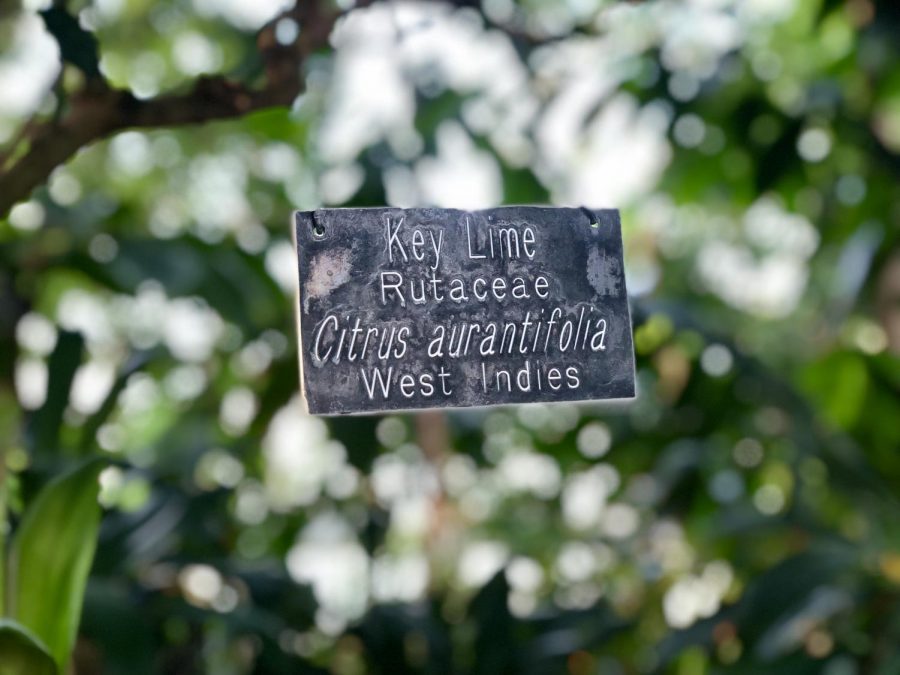 Key Lime
Rutaceae
Citrus aurantifolia
West Indies